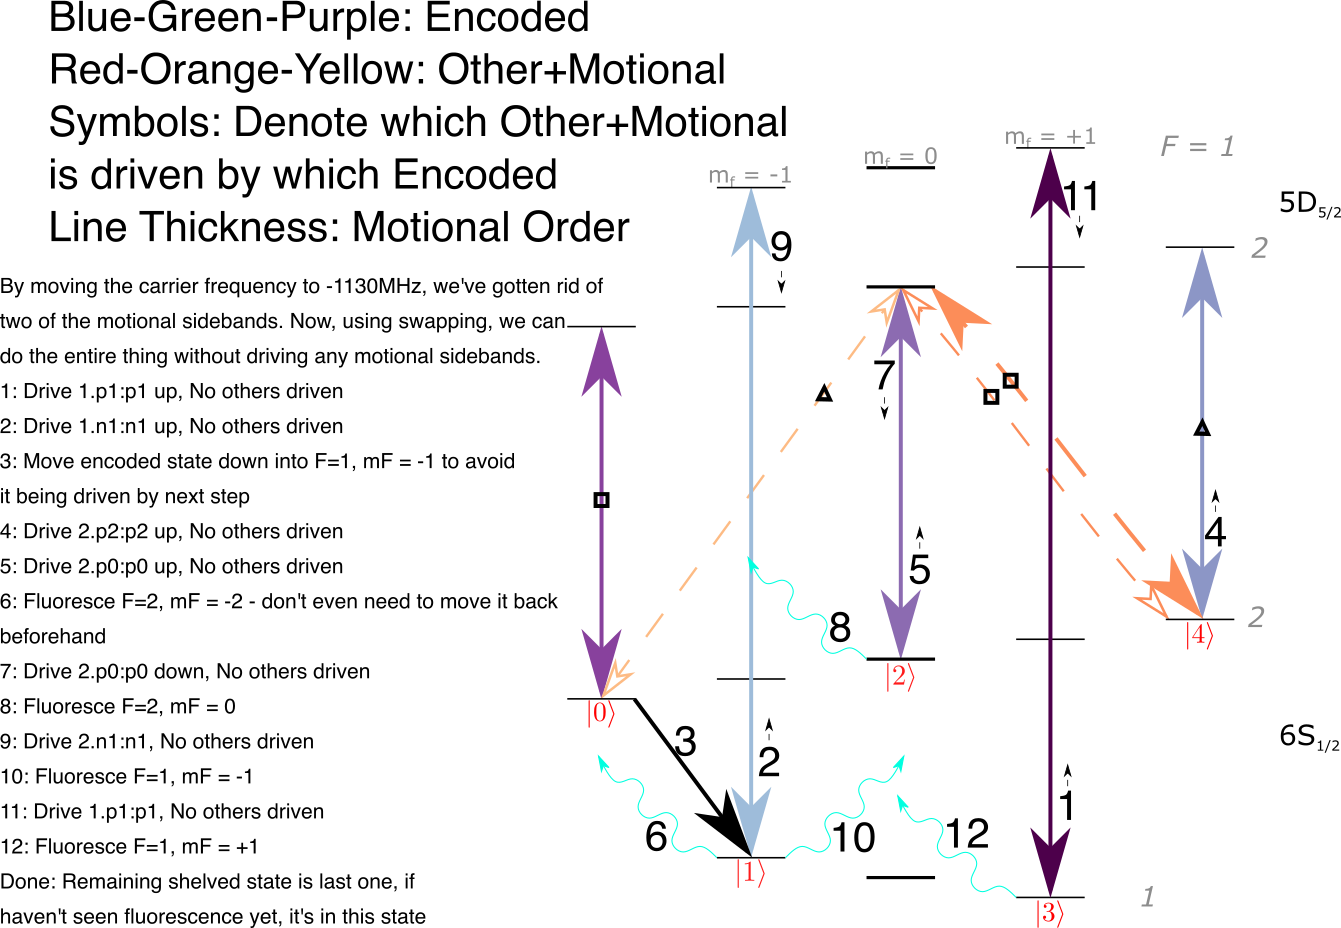 Blue-Green-Purple: Encoded
Red-Orange-Yellow: Other+Motional
Symbols: Denote which Other+Motional
is driven by which Encoded
Line Thickness: Motional Order
By moving the carrier frequency to -1130MHz, we've gotten rid of
two of the motional sidebands. Now, using swapping, we can
do the entire thing without driving any motional sidebands.
1: Drive 1.p1:p1 up, No others driven
2: Drive 1.n1:n1 up, No others driven
3: Move encoded state down into F=1, mF = -1 to avoid
it being driven by next step
4: Drive 2.p2:p2 up, No others driven
5: Drive 2.p0:p0 up, No others driven
6: Fluoresce F=2, mF = -2 - don't even need to move it back
beforehand
7: Drive 2.p0:p0 down, No others driven
8: Fluoresce F=2, mF = 0
9: Drive 2.n1:n1, No others driven
10: Fluoresce F=1, mF = -1
11: Drive 1.p1:p1, No others driven
12: Fluoresce F=1, mF = +1
Done: Remaining shelved state is last one, if
haven't seen fluorescence yet, it's in this state
m_f = -1
m_f = 0
m_f = +1
F = 1
5D_5/2
2
9
11
7
4
5
8
2
|4⟩
|2⟩
|0⟩
3
2
1
6S_1/2
6
10
12
|1⟩
|3⟩
1